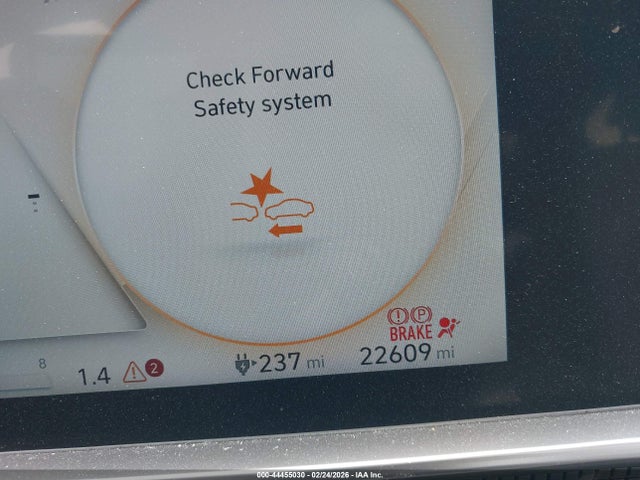 Check Forward
Safety system
BRAKE
P
8
1.4
2
237 mi
22609 mi
000-44455030 - 02/24/2026 - IAA Inc.